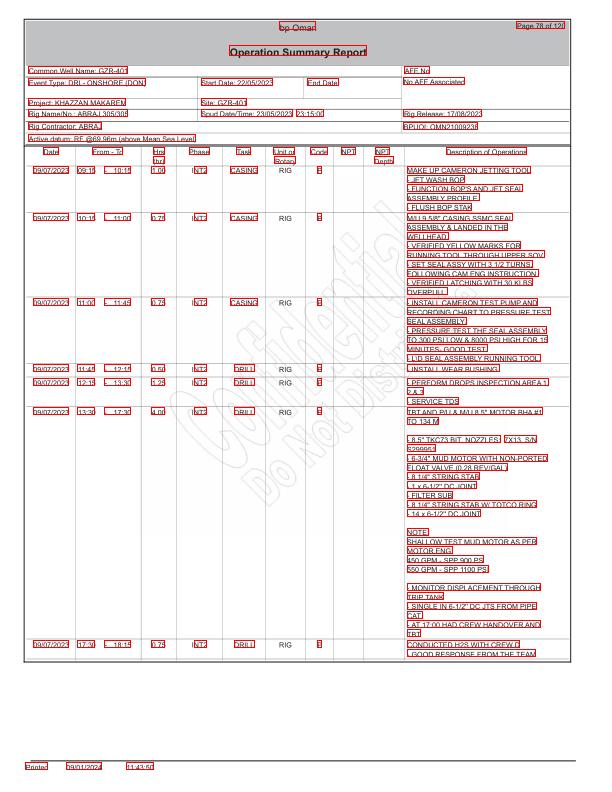 bp Oman
Page 78 of 120
Operation Summary Report
Common Well Name: GZR-401
AFE No
Event Type: DRL- ONSHORE (DON)
Start Date: 22/05/2023
End Date:
No AFE Associated
Project: KHAZZAN MAKAREM
Site: GZR-401
Rig Name/No.: ABRAJ 305/305
Spud Date/Time: 23/05/2023 23:15:00
Rig Release: 17/08/2023
Rig Contractor: ABRAJ
BPUOI: OMN21009236
Active datum: RF @69.96m (above Mean Sea Level)
Date
From - To
Hrs
(hr)
Phase
Task
Unit or
Rotary
Code
NPT
NPT
Depth
Description of Operations
09/07/2023 09:15 - 10:15 1.00 INT2 CASING RIG P MAKE UP CAMERON JETTING TOOL
- JET WASH BOP
- FUNCTION BOP'S AND JET SEAL
ASSEMBLY PROFILE
- FLUSH BOP STAK
09/07/2023 10:15 - 11:00 0.75 INT2 CASING RIG P M/U 9 5/8" CASING SSMC SEAL
ASSEMBLY & LANDED IN THE
WELLHEAD
- VERIFIED YELLOW MARKS FOR
RUNNING TOOL THROUGH UPPER SOV
- SET SEAL ASSY WITH 3 1/2 TURNS
FOLLOWING CAM ENG INSTRUCTION
- VERIFIED LATCHING WITH 30 KLBS
OVERPULL
09/07/2023 11:00 - 11:45 0.75 INT2 CASING RIG P - INSTALL CAMERON TEST PUMP AND
RECORDING CHART TO PRESSURE TEST
SEAL ASSEMBLY
- PRESSURE TEST THE SEAL ASSEMBLY
TO 300 PSI LOW & 8000 PSI HIGH FOR 15
MINUTES- GOOD TEST
- L\D SEAL ASSEMBLY RUNNING TOOL
09/07/2023 11:45 - 12:15 0.50 INT2 DRILL RIG P - INSTALL WEAR BUSHING
09/07/2023 12:15 - 13:30 1.25 INT2 DRILL RIG P - PERFORM DROPS INSPECTION AREA 1,
2 & 3
- SERVICE TDS
09/07/2023 13:30 - 17:30 4.00 INT2 DRILL RIG P TBT AND P/U & M/U 8.5" MOTOR BHA #1
TO 134 M
- 8.5" TKC73 BIT, NOZZLES: 7X13, S/N
- 6-3/4" MUD MOTOR WITH NON-PORTED
FLOAT VALVE (0.28 REV/GAL)
- 8 1/4" STRING STAB
- 1 x 6-1/2" DC JOINT
- FILTER SUB
- 8 1/4" STRING STAB W/ TOTCO RING
- 14 x 6-1/2" DC JOINT
NOTE:
SHALLOW TEST MUD MOTOR AS PER
MOTOR ENG
450 GPM - SPP 900 PSI
550 GPM - SPP 1100 PSI
- MONITOR DISPLACEMENT THROUGH
TRIP TANK
- SINGLE IN 6-1/2" DC JTS FROM PIPE
CAT
- AT 17:00 HAD CREW HANDOVER AND
TBT
09/07/2023 17:30 - 18:15 0.75 INT2 DRILL RIG P CONDUCTED H2S WITH CREW D
- GOOD RESPONSE FROM THE TEAM
Confidential
Do Not Distribute
Printed 09/01/2024 11:43:50